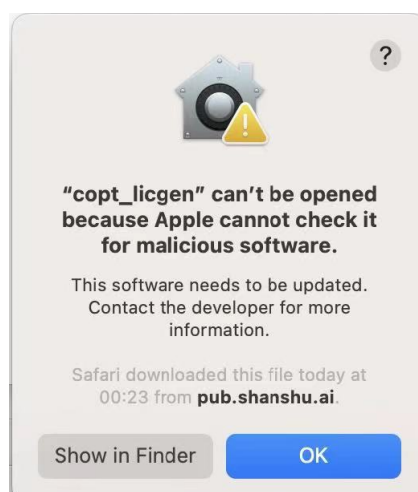 ?
“copt_licgen” can’t be opened
because Apple cannot check it
for malicious software.
This software needs to be updated.
Contact the developer for more
information.
Safari downloaded this file today at
00:23 from pub.shanshu.ai.
Show in Finder
OK